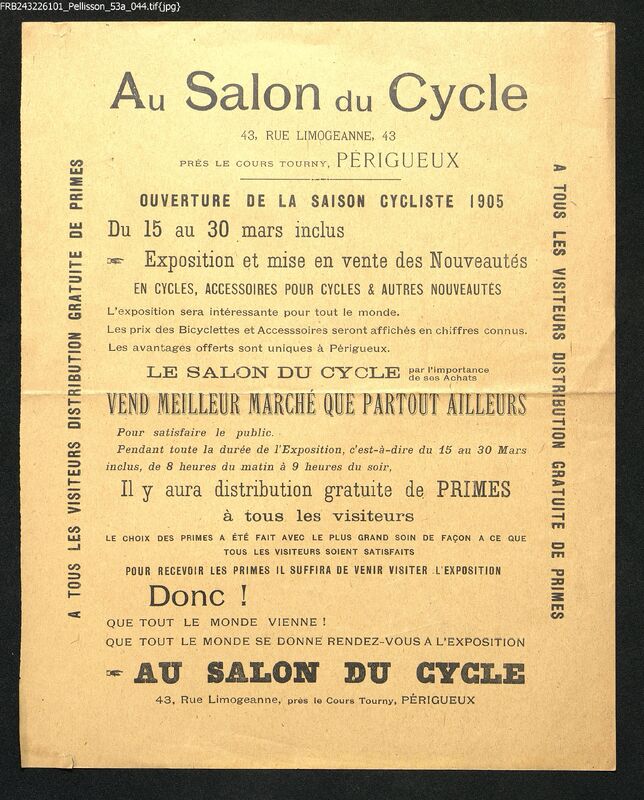 FRB243226101_Pellisson_53a_044.tif{jpg}
Au Salon du Cycle
43, RUE LIMOGEANNE, 43
PRÈS LE COURS TOURNY, PÉRIGUEUX
OUVERTURE DE LA SAISON CYCLISTE 1905
Du 15 au 30 mars inclus
☛ Exposition et mise en vente des Nouveautés
EN CYCLES, ACCESSOIRES POUR CYCLES & AUTRES NOUVEAUTÉS
L'exposition sera intéressante pour tout le monde.
Les prix des Bicyclettes et Accesssoires seront affichés en chiffres connus.
Les avantages offerts sont uniques à Périgueux.
LE SALON DU CYCLE par l'importance
de ses Achats
VEND MEILLEUR MARCHÉ QUE PARTOUT AILLEURS
Pour satisfaire le public.
Pendant toute la durée de l'Exposition, c'est-à-dire du 15 au 30 Mars
inclus, de 8 heures du matin à 9 heures du soir,
Il y aura distribution gratuite de PRIMES
à tous les visiteurs
LE CHOIX DES PRIMES A ÉTÉ FAIT AVEC LE PLUS GRAND SOIN DE FAÇON A CE QUE
TOUS LES VISITEURS SOIENT SATISFAITS
POUR RECEVOIR LES PRIMES IL SUFFIRA DE VENIR VISITER L'EXPOSITION
Donc !
QUE TOUT LE MONDE VIENNE !
QUE TOUT LE MONDE SE DONNE RENDEZ-VOUS A L'EXPOSITION
☛ AU SALON DU CYCLE
43, Rue Limogeanne, près le Cours Tourny, PÉRIGUEUX
A TOUS LES VISITEURS DISTRIBUTION GRATUITE DE PRIMES
A TOUS LES VISITEURS DISTRIBUTION GRATUITE DE PRIMES